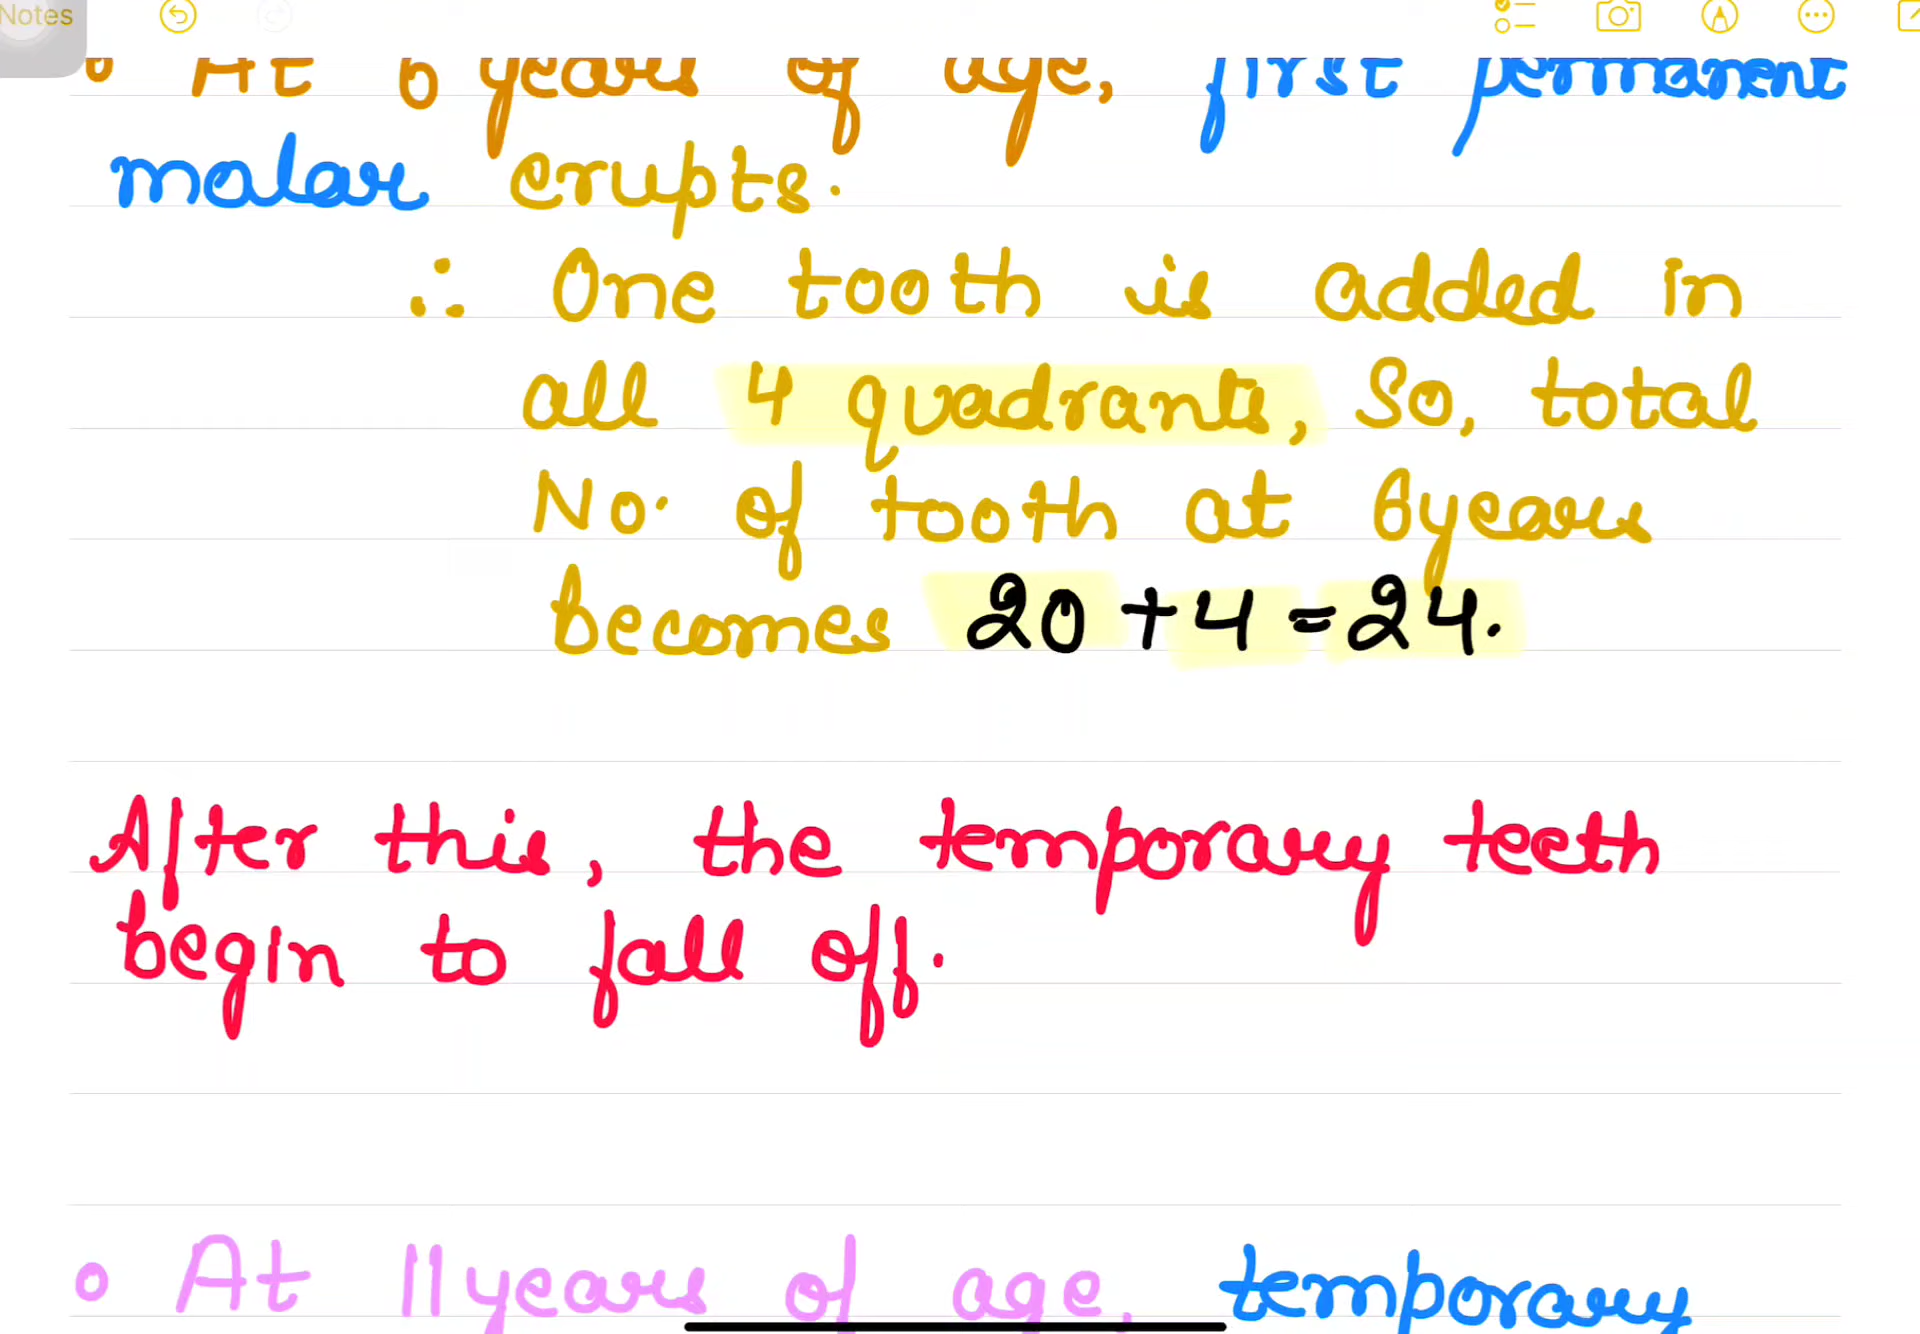 Notes
• At 6 years of age, first permanent
molar erupts.
∴ One tooth is added in
all 4 quadrants, So, total
No. of tooth at 6years
becomes 20 + 4 = 24.
After this, the temporary teeth
begin to fall off.
• At 11years of age, temporary